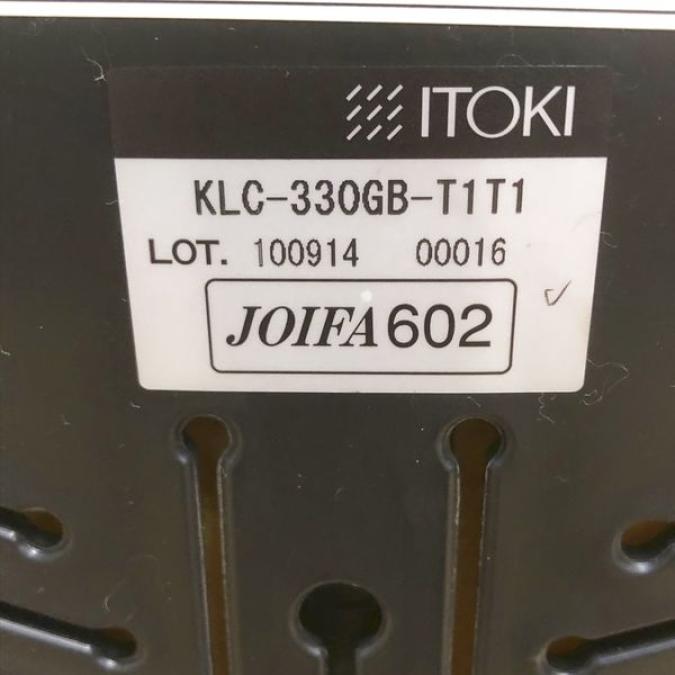 ITOKI
KLC-330GB-T1T1
LOT. 100914 00016
JOIFA 602